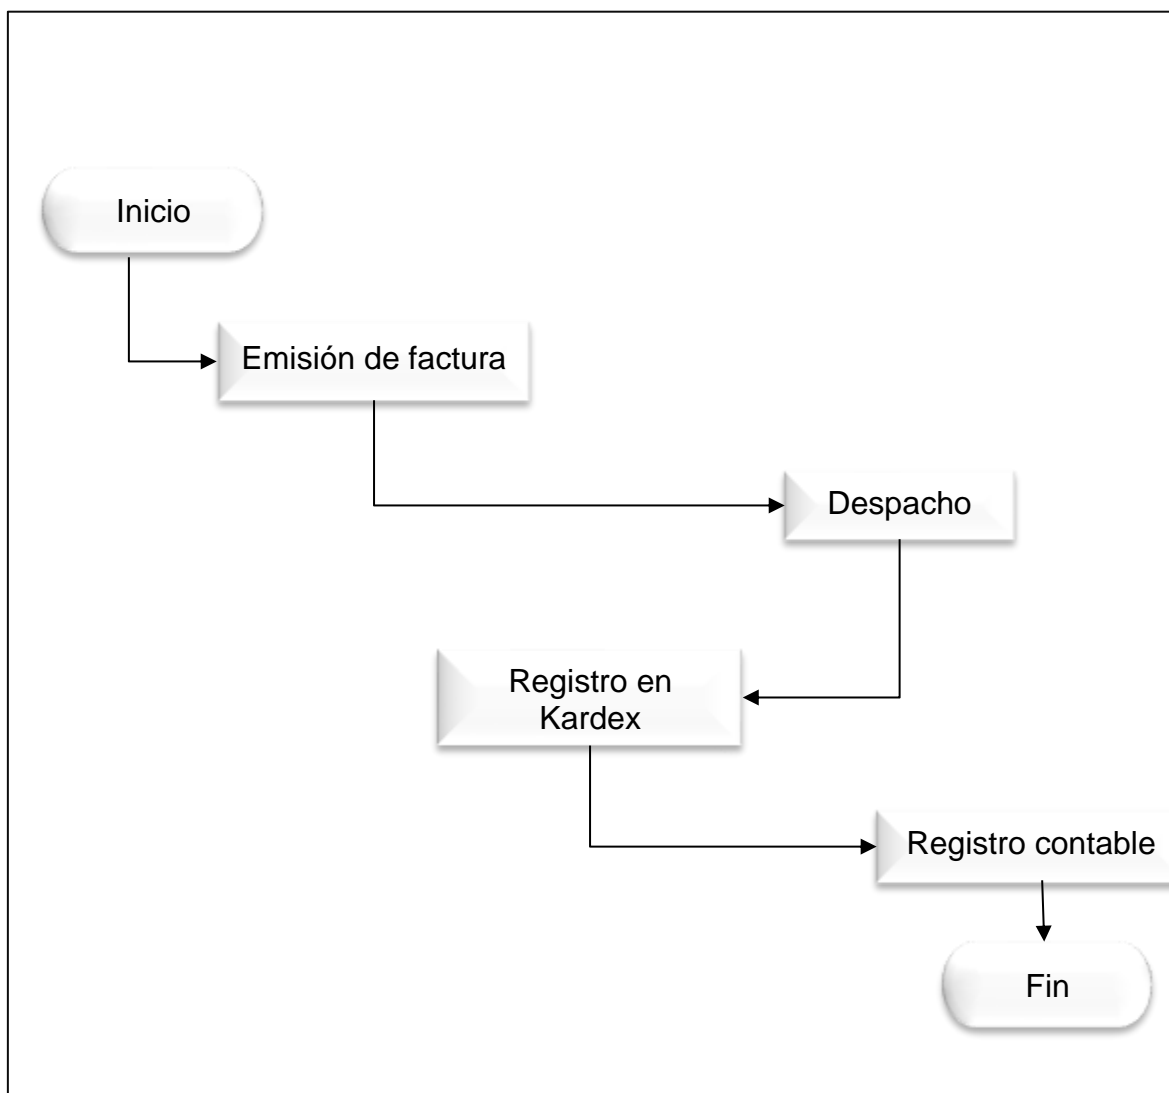 Inicio
Emisión de factura
Despacho
Registro en
Kardex
Registro contable
Fin